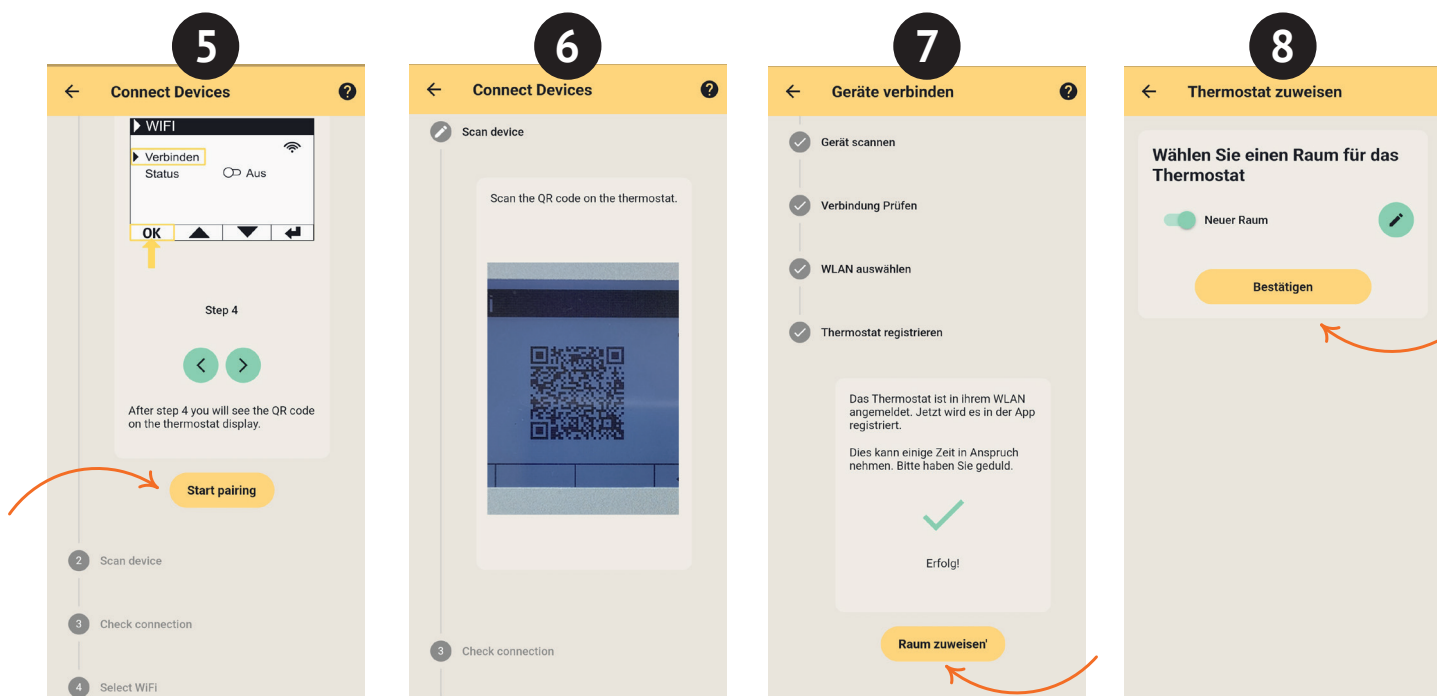 5
Connect Devices
?
WIFI
Verbinden
Status Aus
OK
Step 4
After step 4 you will see the QR code
on the thermostat display.
Start pairing
2 Scan device
3 Check connection
4 Select WiFi
6
Connect Devices
?
Scan device
Scan the QR code on the thermostat.
i
3 Check connection
7
Geräte verbinden
?
Gerät scannen
Verbindung Prüfen
WLAN auswählen
Thermostat registrieren
Das Thermostat ist in ihrem WLAN
angemeldet. Jetzt wird es in der App
registriert.
Dies kann einige Zeit in Anspruch
nehmen. Bitte haben Sie geduld.
Erfolg!
Raum zuweisen'
8
Thermostat zuweisen
Wählen Sie einen Raum für das
Thermostat
Neuer Raum
Bestätigen